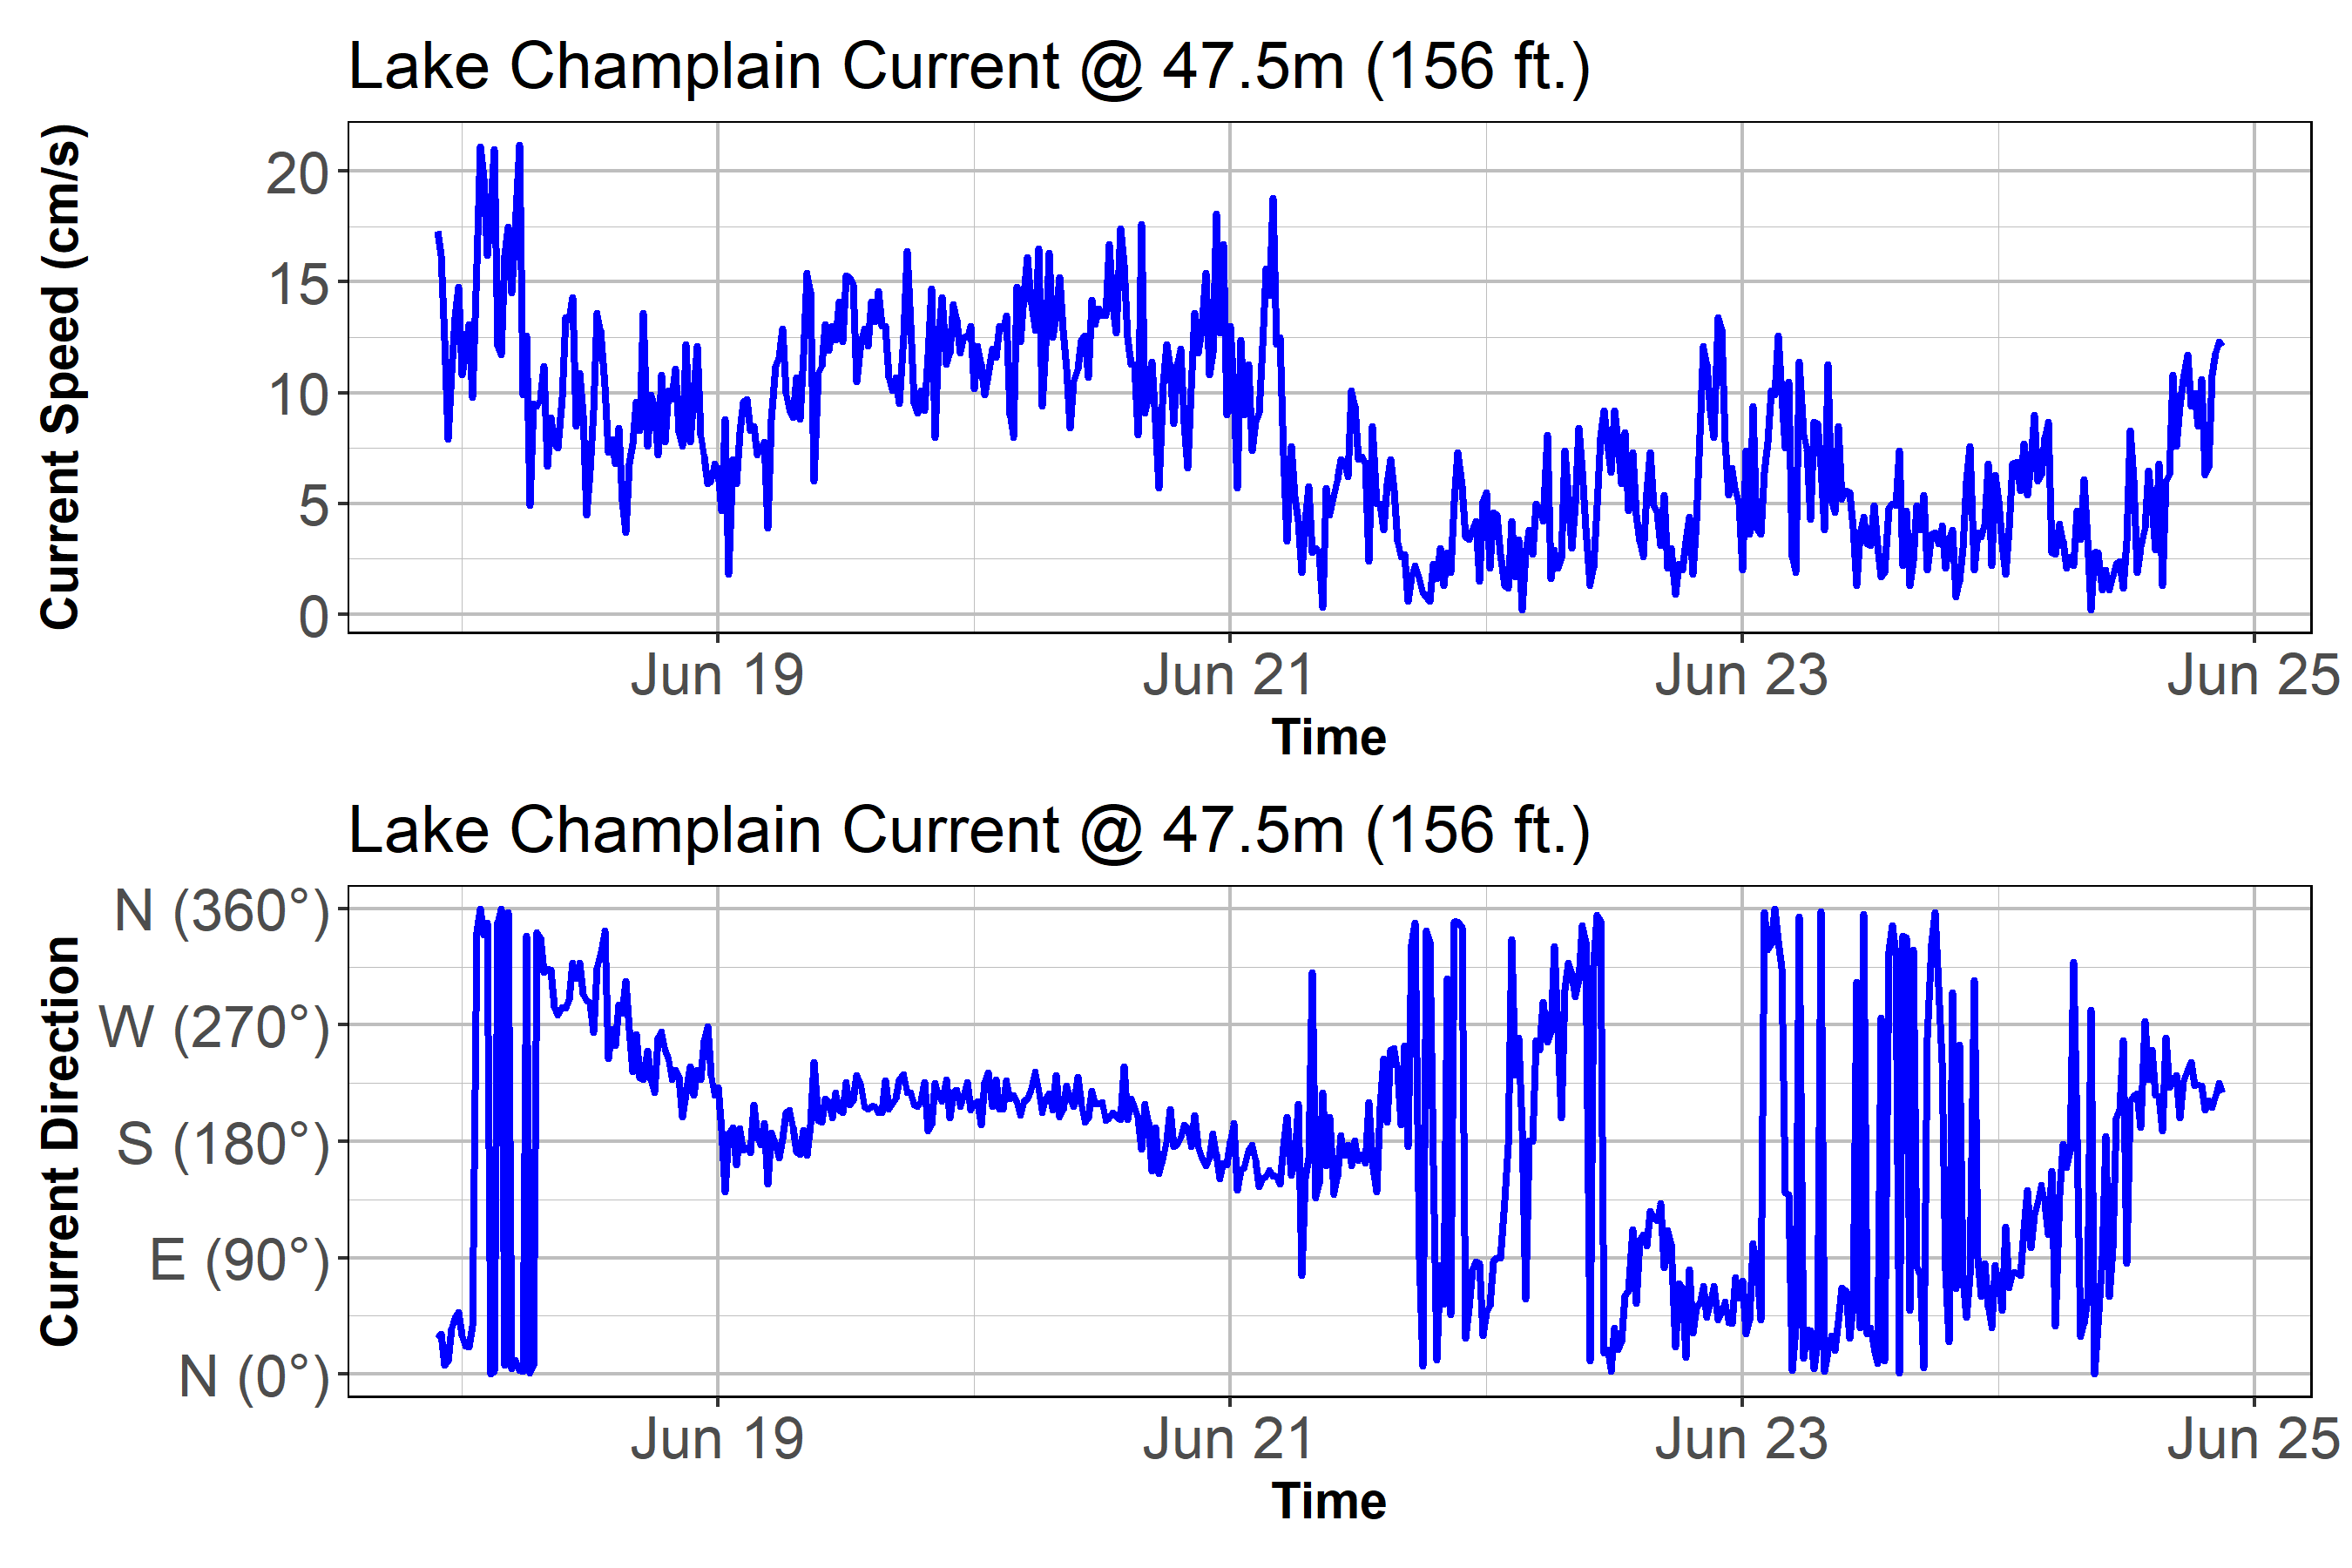 Lake Champlain Current @ 47.5m (156 ft.)
Current Speed (cm/s)
20
15
10
5
0
Jun 19
Jun 21
Jun 23
Jun 25
Time
Lake Champlain Current @ 47.5m (156 ft.)
Current Direction
N (360°)
W (270°)
S (180°)
E (90°)
N (0°)
Jun 19
Jun 21
Jun 23
Jun 25
Time